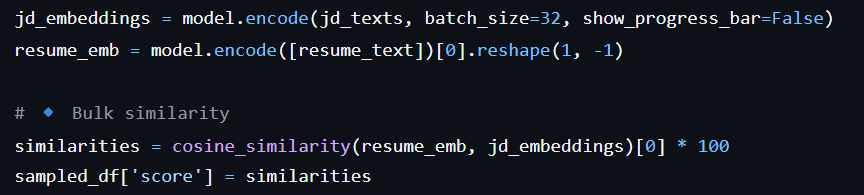 jd_embeddings = model.encode(jd_texts, batch_size=32, show_progress_bar=False)
resume_emb = model.encode([resume_text])[0].reshape(1, -1)
# 🔹 Bulk similarity
similarities = cosine_similarity(resume_emb, jd_embeddings)[0] * 100
sampled_df['score'] = similarities